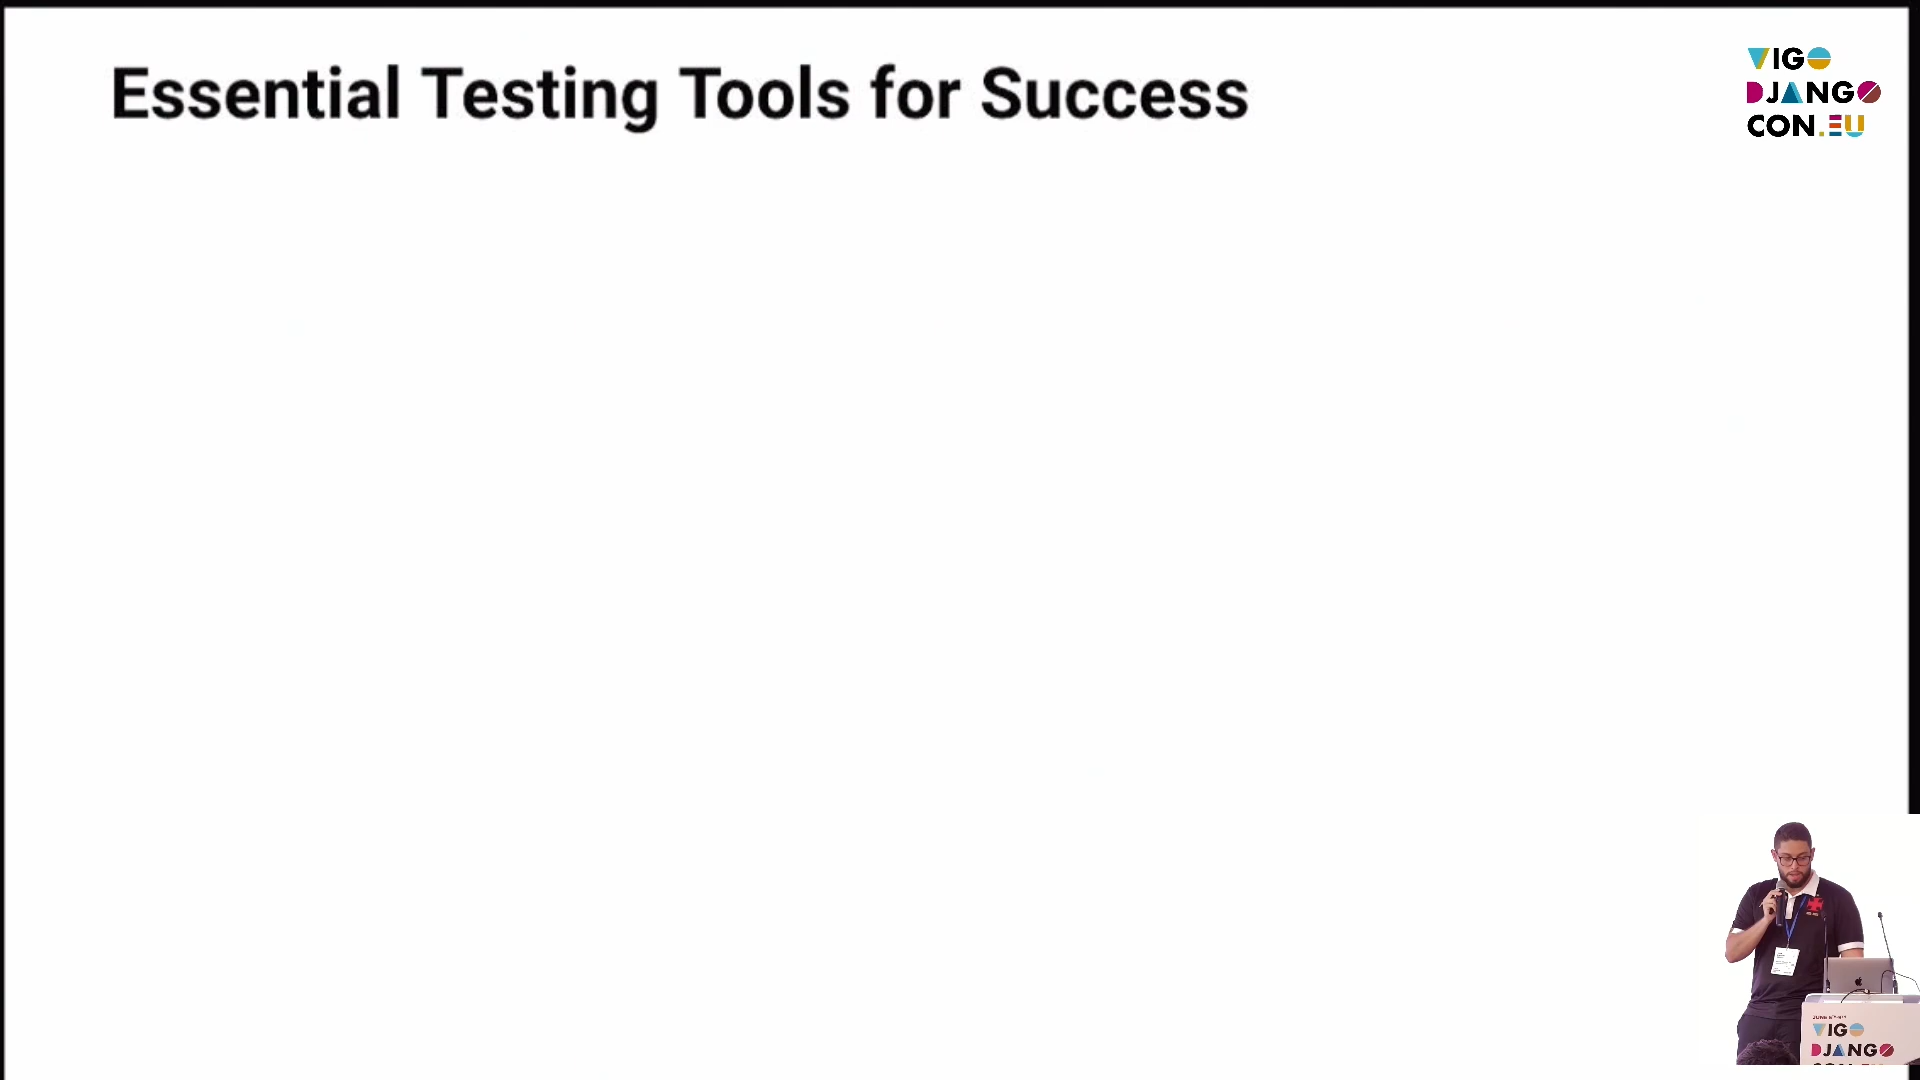 Essential Testing Tools for Success
VIGO
DJANGO
CON.EU
VIGO
DJANGO